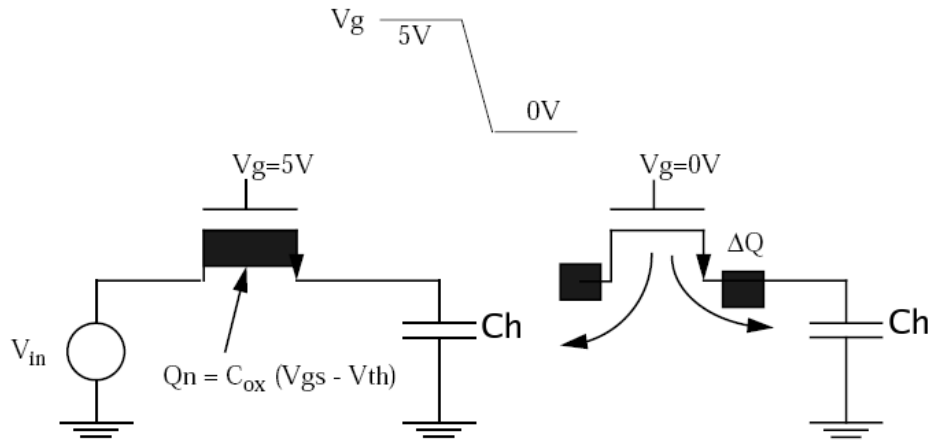 Vg
5V
0V
Vg=5V
Vg=0V
ΔQ
Ch
Ch
Vin
Qn = Cox (Vgs - Vth)